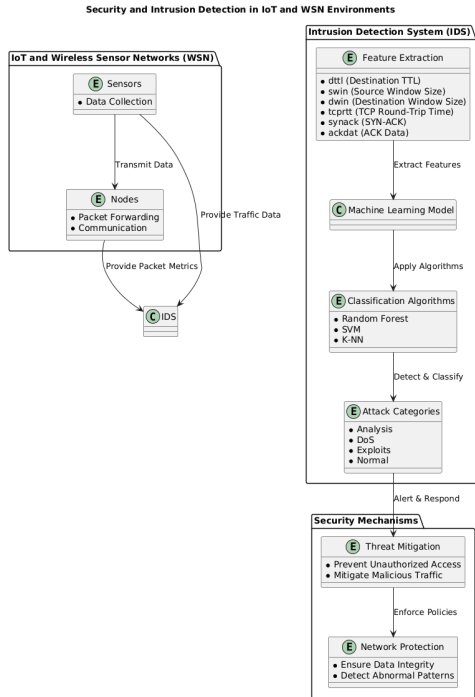 Security and Intrusion Detection in IoT and WSN Environments
IoT and Wireless Sensor Networks (WSN)
E Sensors
Data Collection
Transmit Data
E Nodes
Packet Forwarding
Communication
Provide Traffic Data
Provide Packet Metrics
C IDS
Intrusion Detection System (IDS)
E Feature Extraction
dttl (Destination TTL)
swin (Source Window Size)
dwin (Destination Window Size)
tcprtt (TCP Round-Trip Time)
synack (SYN-ACK)
ackdat (ACK Data)
Extract Features
C Machine Learning Model
Apply Algorithms
E Classification Algorithms
Random Forest
SVM
K-NN
Detect & Classify
E Attack Categories
Analysis
DoS
Exploits
Normal
Alert & Respond
Security Mechanisms
E Threat Mitigation
Prevent Unauthorized Access
Mitigate Malicious Traffic
Enforce Policies
E Network Protection
Ensure Data Integrity
Detect Abnormal Patterns